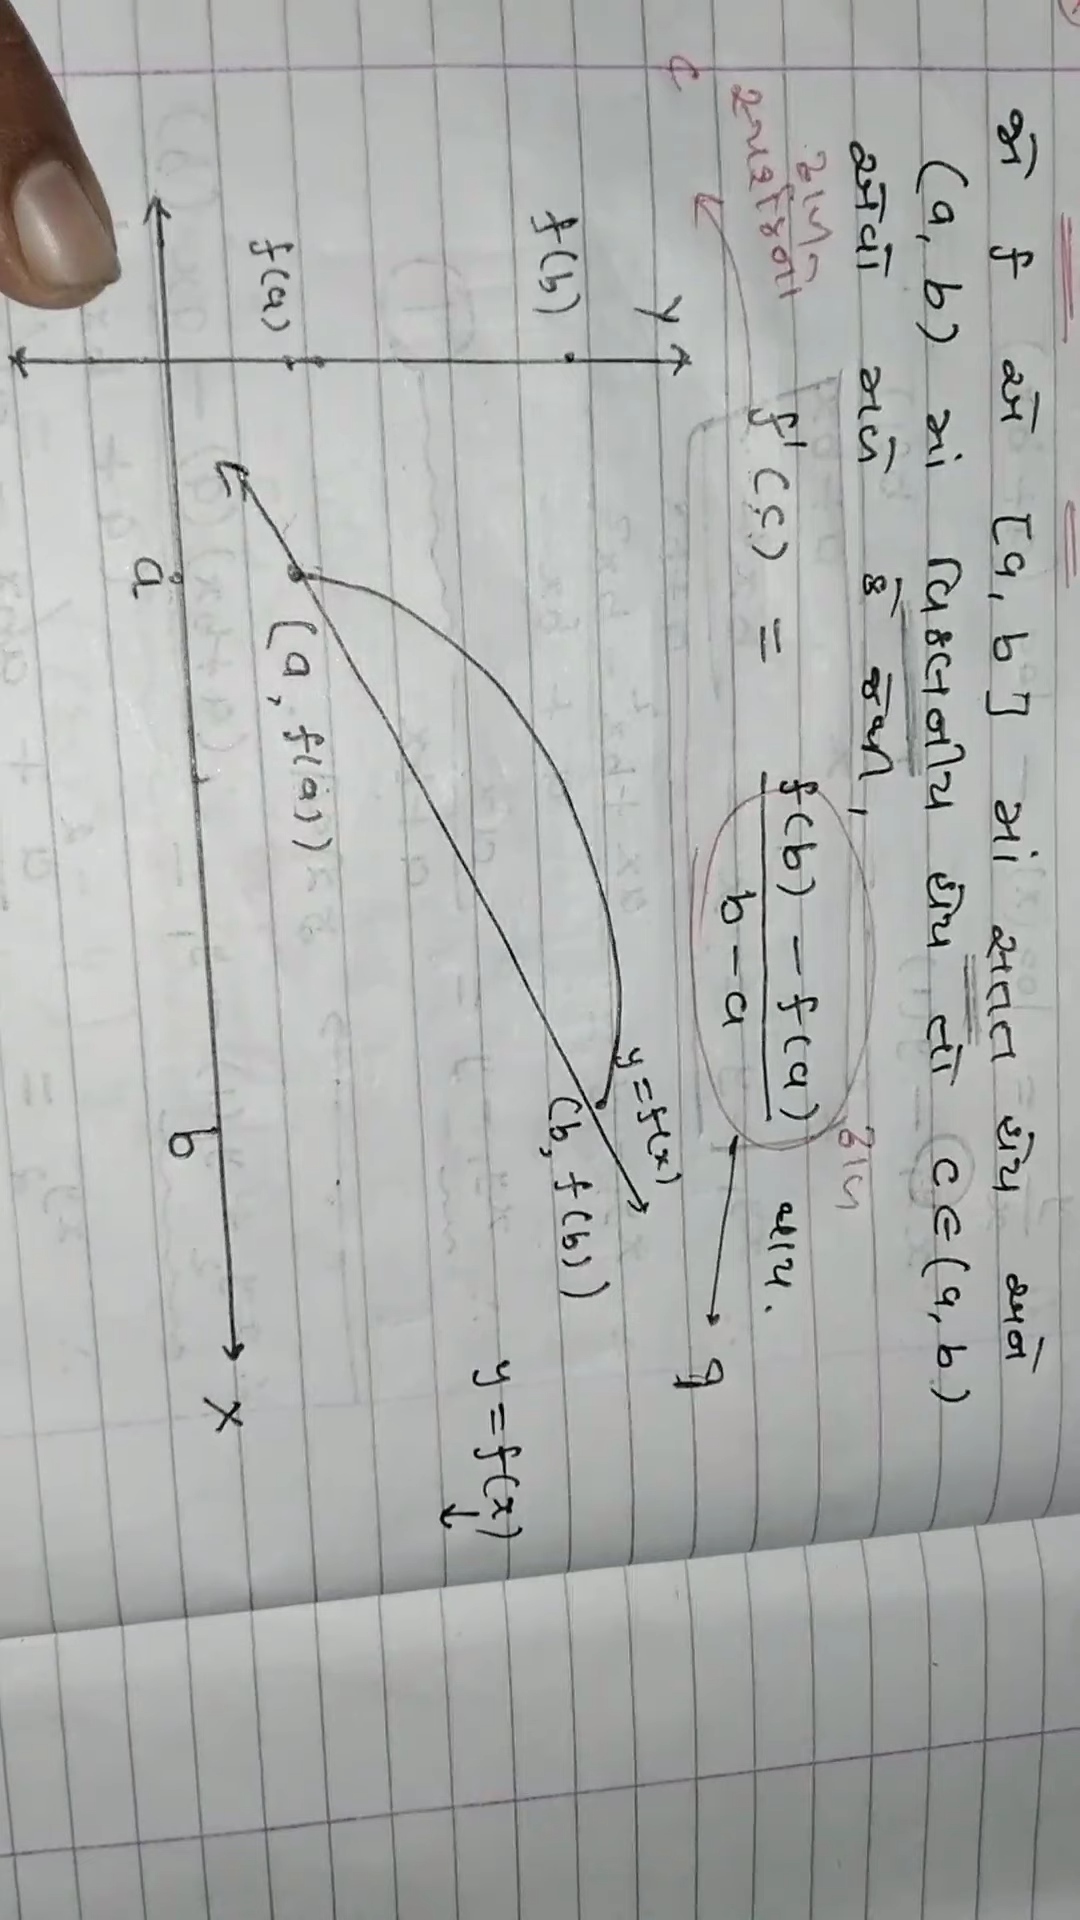 જો f એ [a, b] માં સતત હોય અને
(a, b) માં વિકલનીય હોય તો C ∈ (a, b)
એવો મળે કે જેથી,
f'(c) = f(b) - f(a) / b - a થાય.
ઢાળ
સ્પર્શકનો
ઢાળ
y
f(b)
f(a)
y = f(x)
(b, f(b))
(a, f(a))
y = f(x)
a
b
x